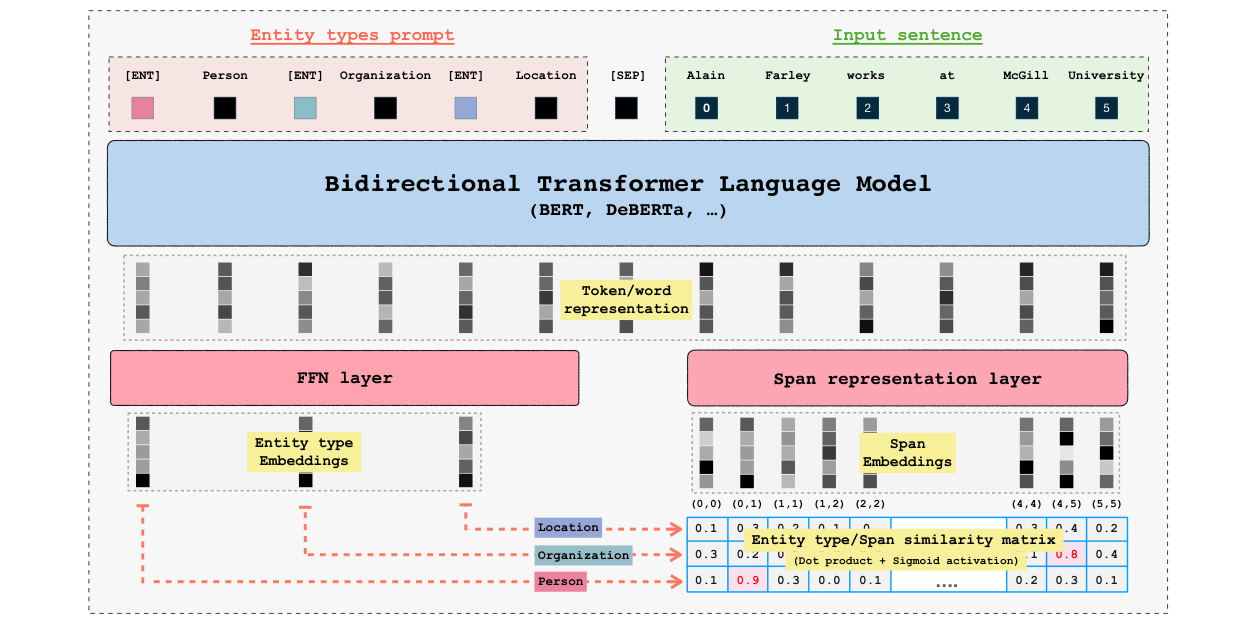 Entity types prompt Input sentence
[ENT] Person [ENT] Organization [ENT] Location [SEP] Alain Farley works at McGill University
0 1 2 3 4 5
Bidirectional Transformer Language Model
(BERT, DeBERTa, …)
Token/word
representation
FFN layer
Span representation layer
Entity type
Embeddings
Span
Embeddings
(0,0) (0,1) (1,1) (1,2) (2,2) (4,4) (4,5) (5,5)
Location 0.1 0.4 0.2
Entity type/Span similarity matrix
Organization 0.3 0.2 0.8 0.4
(Dot product + Sigmoid activation)
Person 0.1 0.9 0.3 0.0 0.1 .... 0.2 0.3 0.1